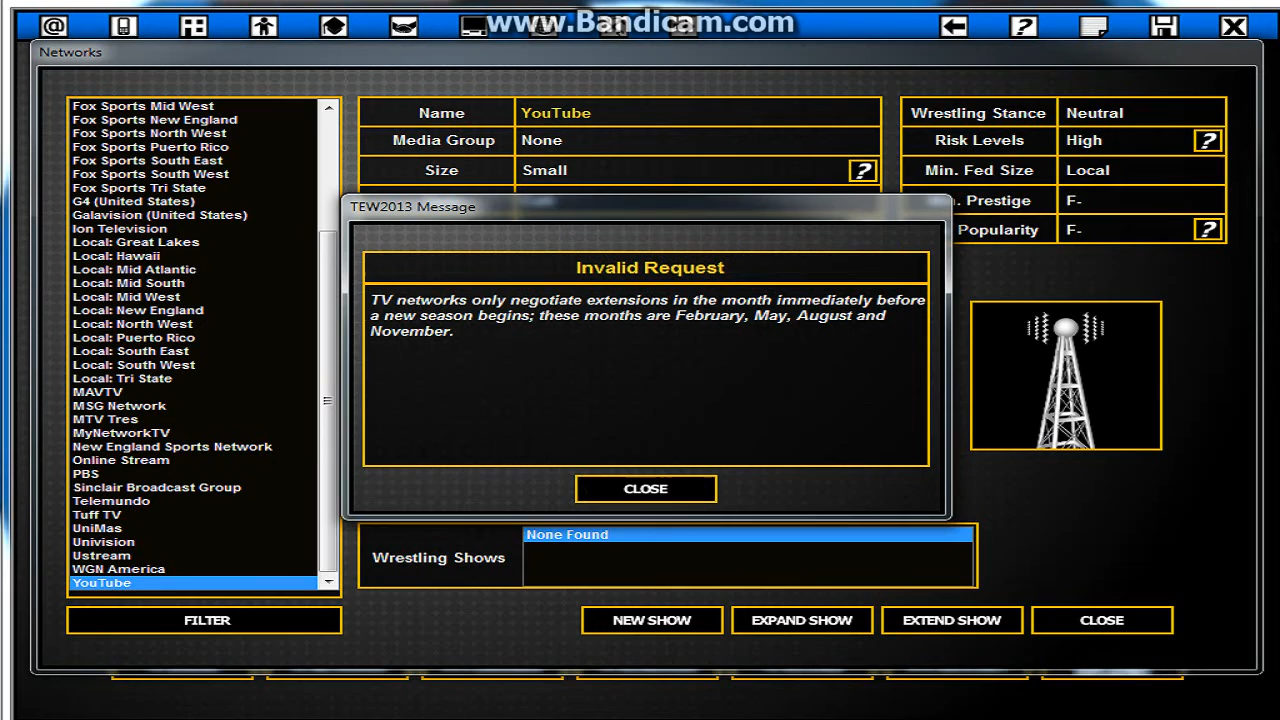 www.Bandicam.com
Networks
Fox Sports Mid West
Fox Sports New England
Fox Sports North West
Fox Sports Puerto Rico
Fox Sports South East
Fox Sports South West
Fox Sports Tri State
G4 (United States)
Galavision (United States)
Ion Television
Local: Great Lakes
Local: Hawaii
Local: Mid Atlantic
Local: Mid South
Local: Mid West
Local: New England
Local: North West
Local: Puerto Rico
Local: South East
Local: South West
Local: Tri State
MAVTV
MSG Network
MTV Tres
MyNetworkTV
New England Sports Network
Online Stream
PBS
Sinclair Broadcast Group
Telemundo
Tuff TV
UniMas
Univision
Ustream
WGN America
YouTube
FILTER
Name YouTube
Media Group None
Size Small ?
Wrestling Stance Neutral
Risk Levels High ?
Min. Fed Size Local
Prestige F-
Popularity F- ?
TEW2013 Message
Invalid Request
TV networks only negotiate extensions in the month immediately before
a new season begins; these months are February, May, August and
November.
CLOSE
Wrestling Shows None Found
NEW SHOW EXPAND SHOW EXTEND SHOW CLOSE